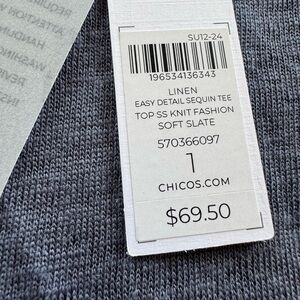 SU12-24
196534136343
LINEN
EASY DETAIL SEQUIN TEE
TOP SS KNIT FASHION
SOFT SLATE
570366097
1
CHICOS.COM
$69.50